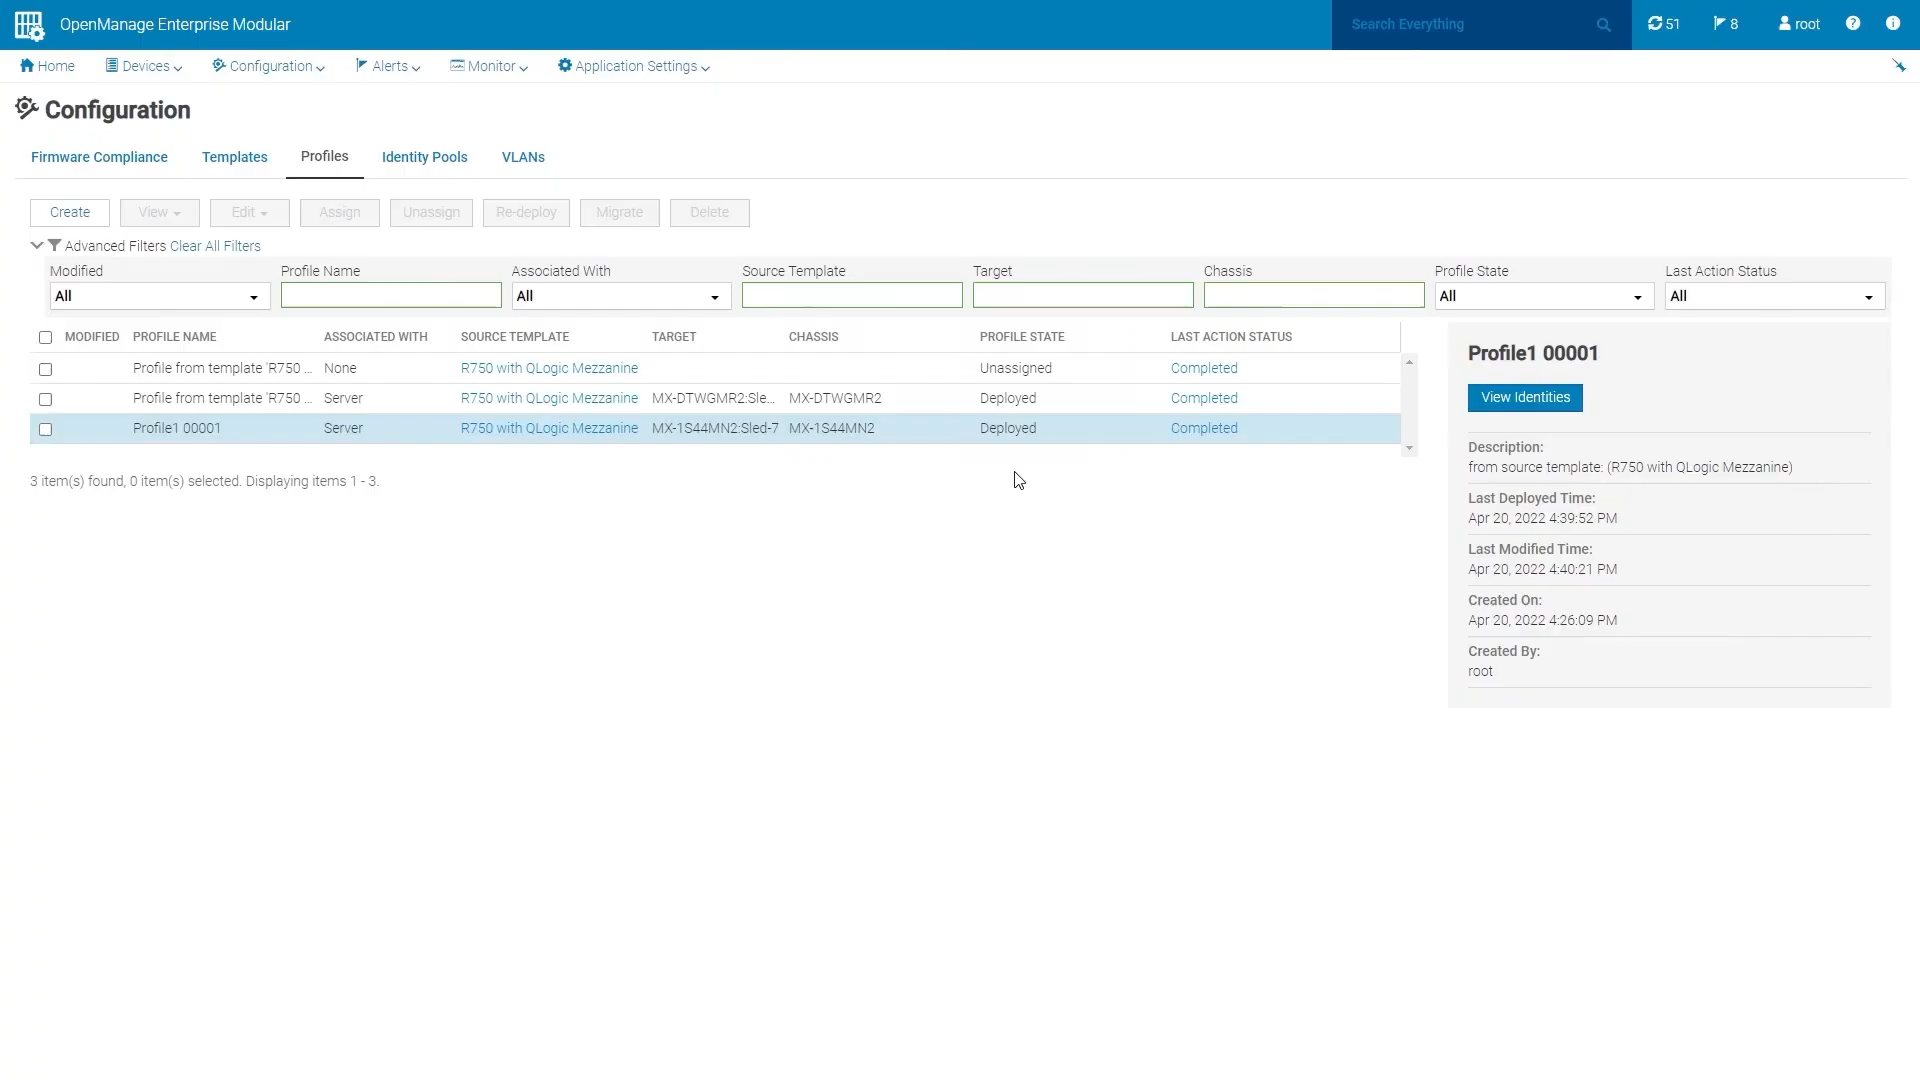 OpenManage Enterprise Modular
Search Everything
51
8
root
Home
Devices
Configuration
Alerts
Monitor
Application Settings
Configuration
Firmware Compliance
Templates
Profiles
Identity Pools
VLANs
Create
View
Edit
Assign
Unassign
Re-deploy
Migrate
Delete
Advanced Filters Clear All Filters
Modified
Profile Name
Associated With
Source Template
Target
Chassis
Profile State
Last Action Status
All
All
All
All
MODIFIED PROFILE NAME ASSOCIATED WITH SOURCE TEMPLATE TARGET CHASSIS PROFILE STATE LAST ACTION STATUS
Profile from template 'R750 ... None R750 with QLogic Mezzanine Unassigned Completed
Profile from template 'R750 ... Server R750 with QLogic Mezzanine MX-DTWGMR2:Sle... MX-DTWGMR2 Deployed Completed
Profile1 00001 Server R750 with QLogic Mezzanine MX-1S44MN2:Sled-7 MX-1S44MN2 Deployed Completed
3 item(s) found, 0 item(s) selected. Displaying items 1 - 3.
Profile1 00001
View Identities
Description:
from source template: (R750 with QLogic Mezzanine)
Last Deployed Time:
Apr 20, 2022 4:39:52 PM
Last Modified Time:
Apr 20, 2022 4:40:21 PM
Created On:
Apr 20, 2022 4:26:09 PM
Created By:
root